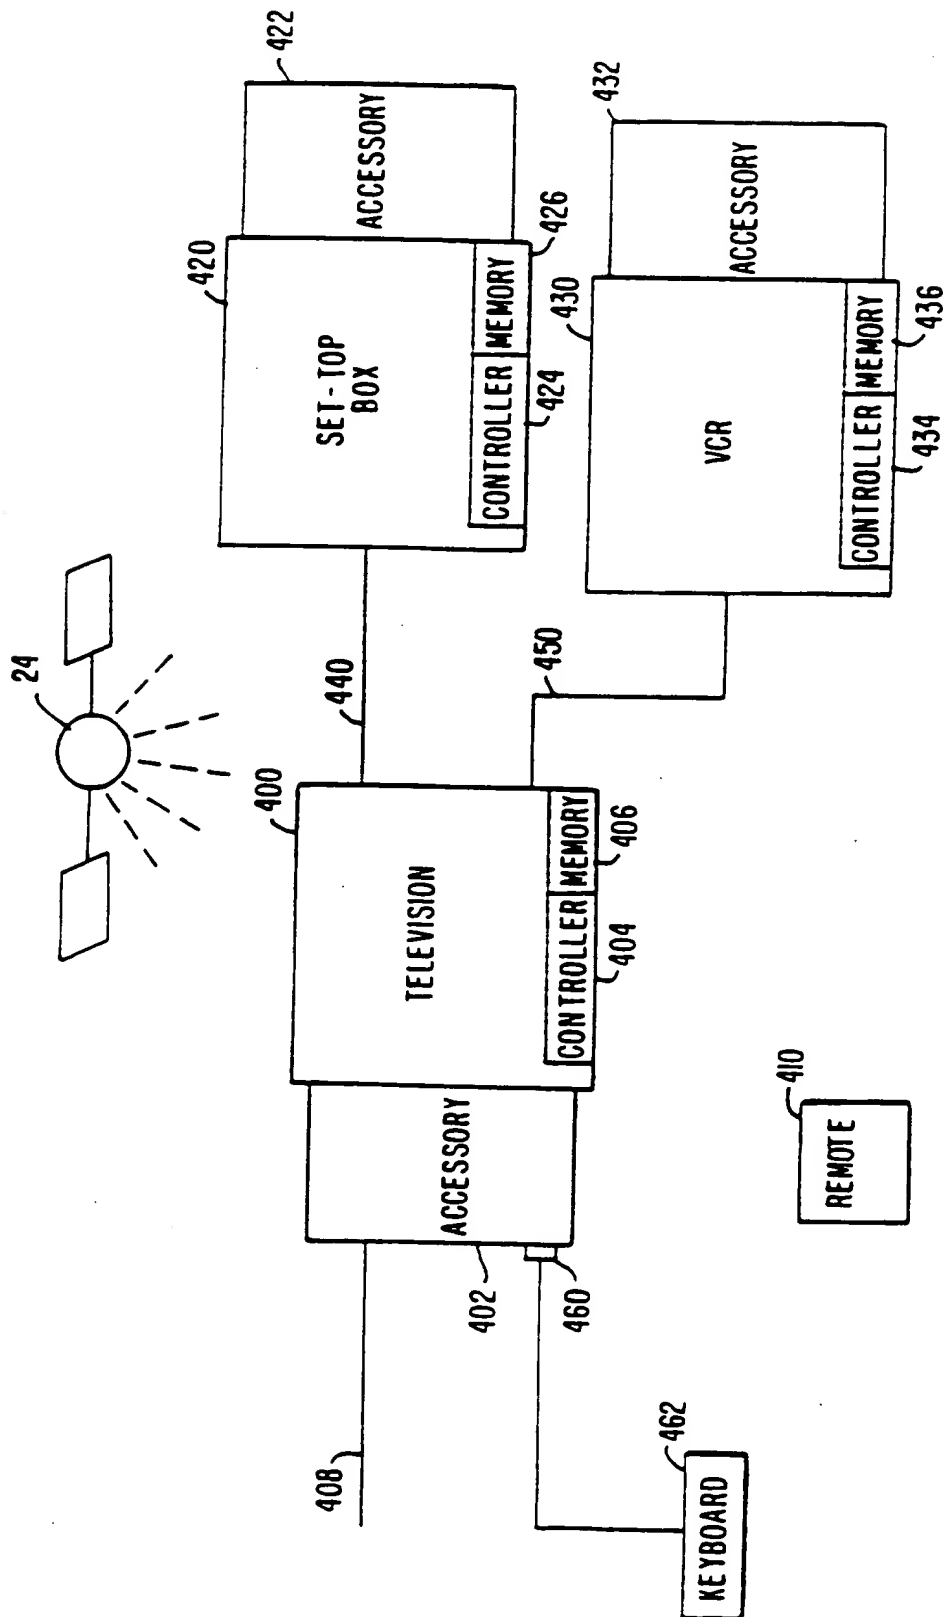 24
422
ACCESSORY
420
SET-TOP
BOX
CONTROLLER
MEMORY
426
424
432
ACCESSORY
430
VCR
CONTROLLER
MEMORY
436
434
440
450
400
TELEVISION
CONTROLLER
MEMORY
406
404
ACCESSORY
402
460
408
462
KEYBOARD
410
REMOTE